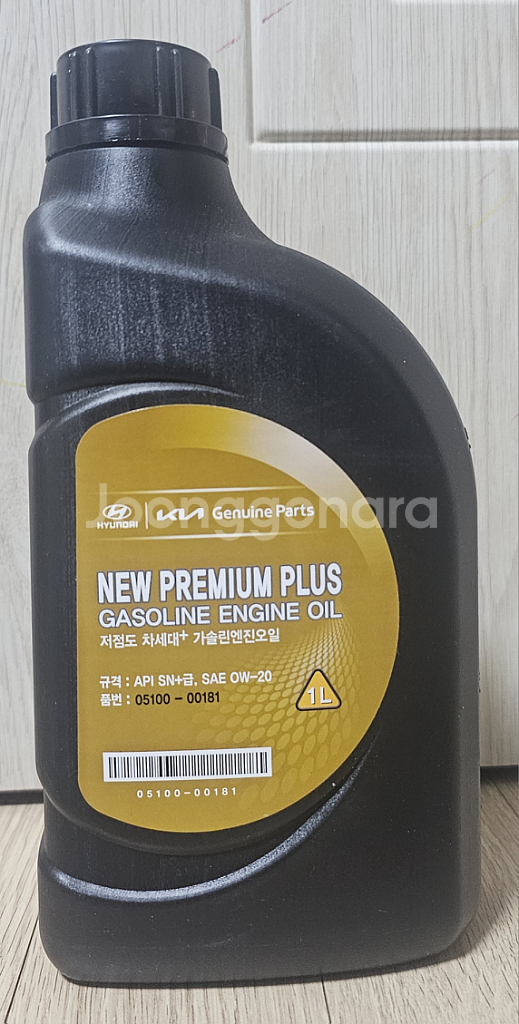 Joonggonara
HYUNDAI KIA Genuine Parts
NEW PREMIUM PLUS
GASOLINE ENGINE OIL
저점도 차세대+ 가솔린엔진오일
규격 : API SN+급, SAE 0W-20
품번 : 05100 - 00181
1L
05100-00181